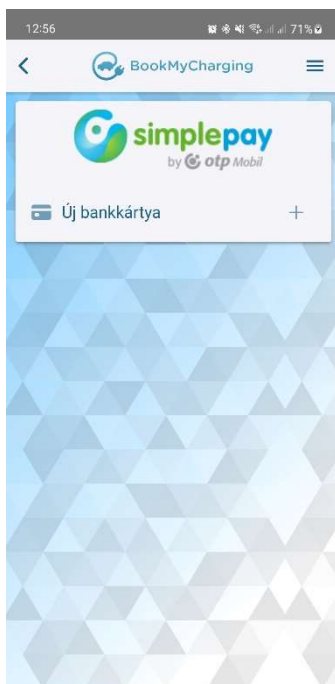 12:56
71%
BookMyCharging
simplepay
by otp Mobil
Új bankkártya